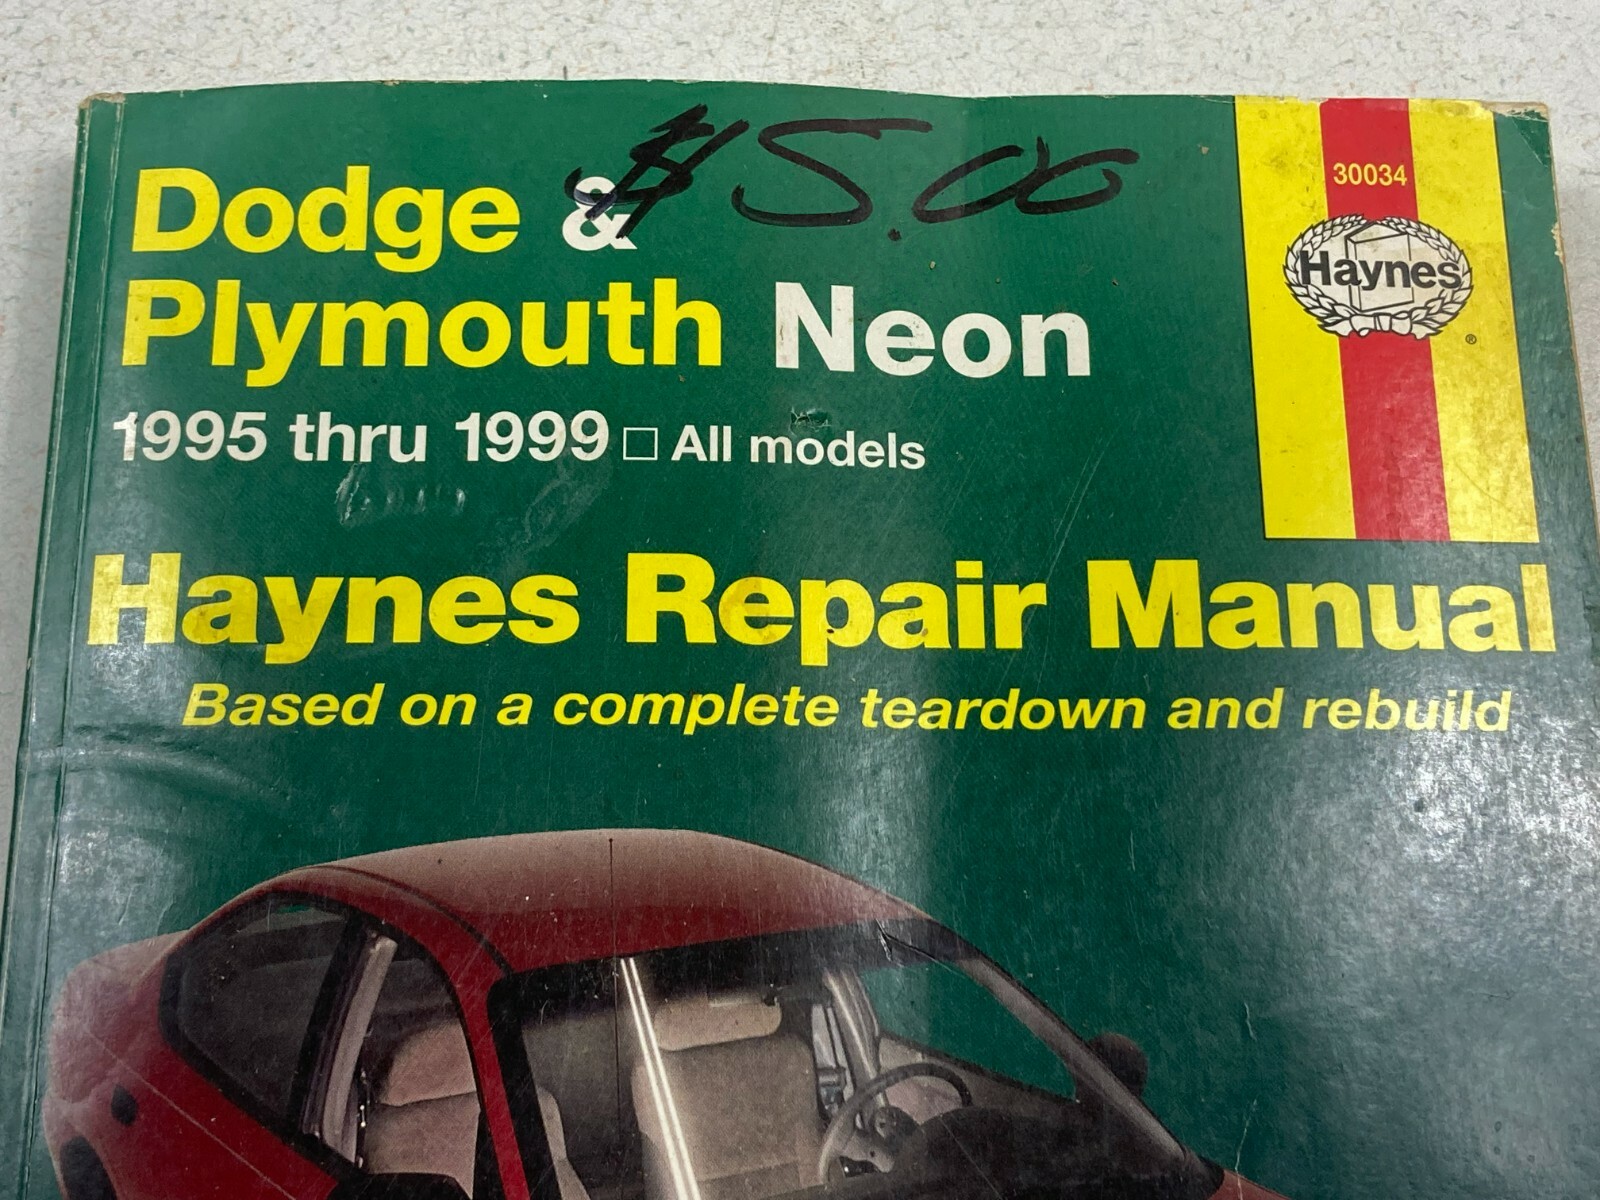 $5.00
30034
Haynes®
Dodge &
Plymouth Neon
1995 thru 1999 □ All models
Haynes Repair Manual
Based on a complete teardown and rebuild